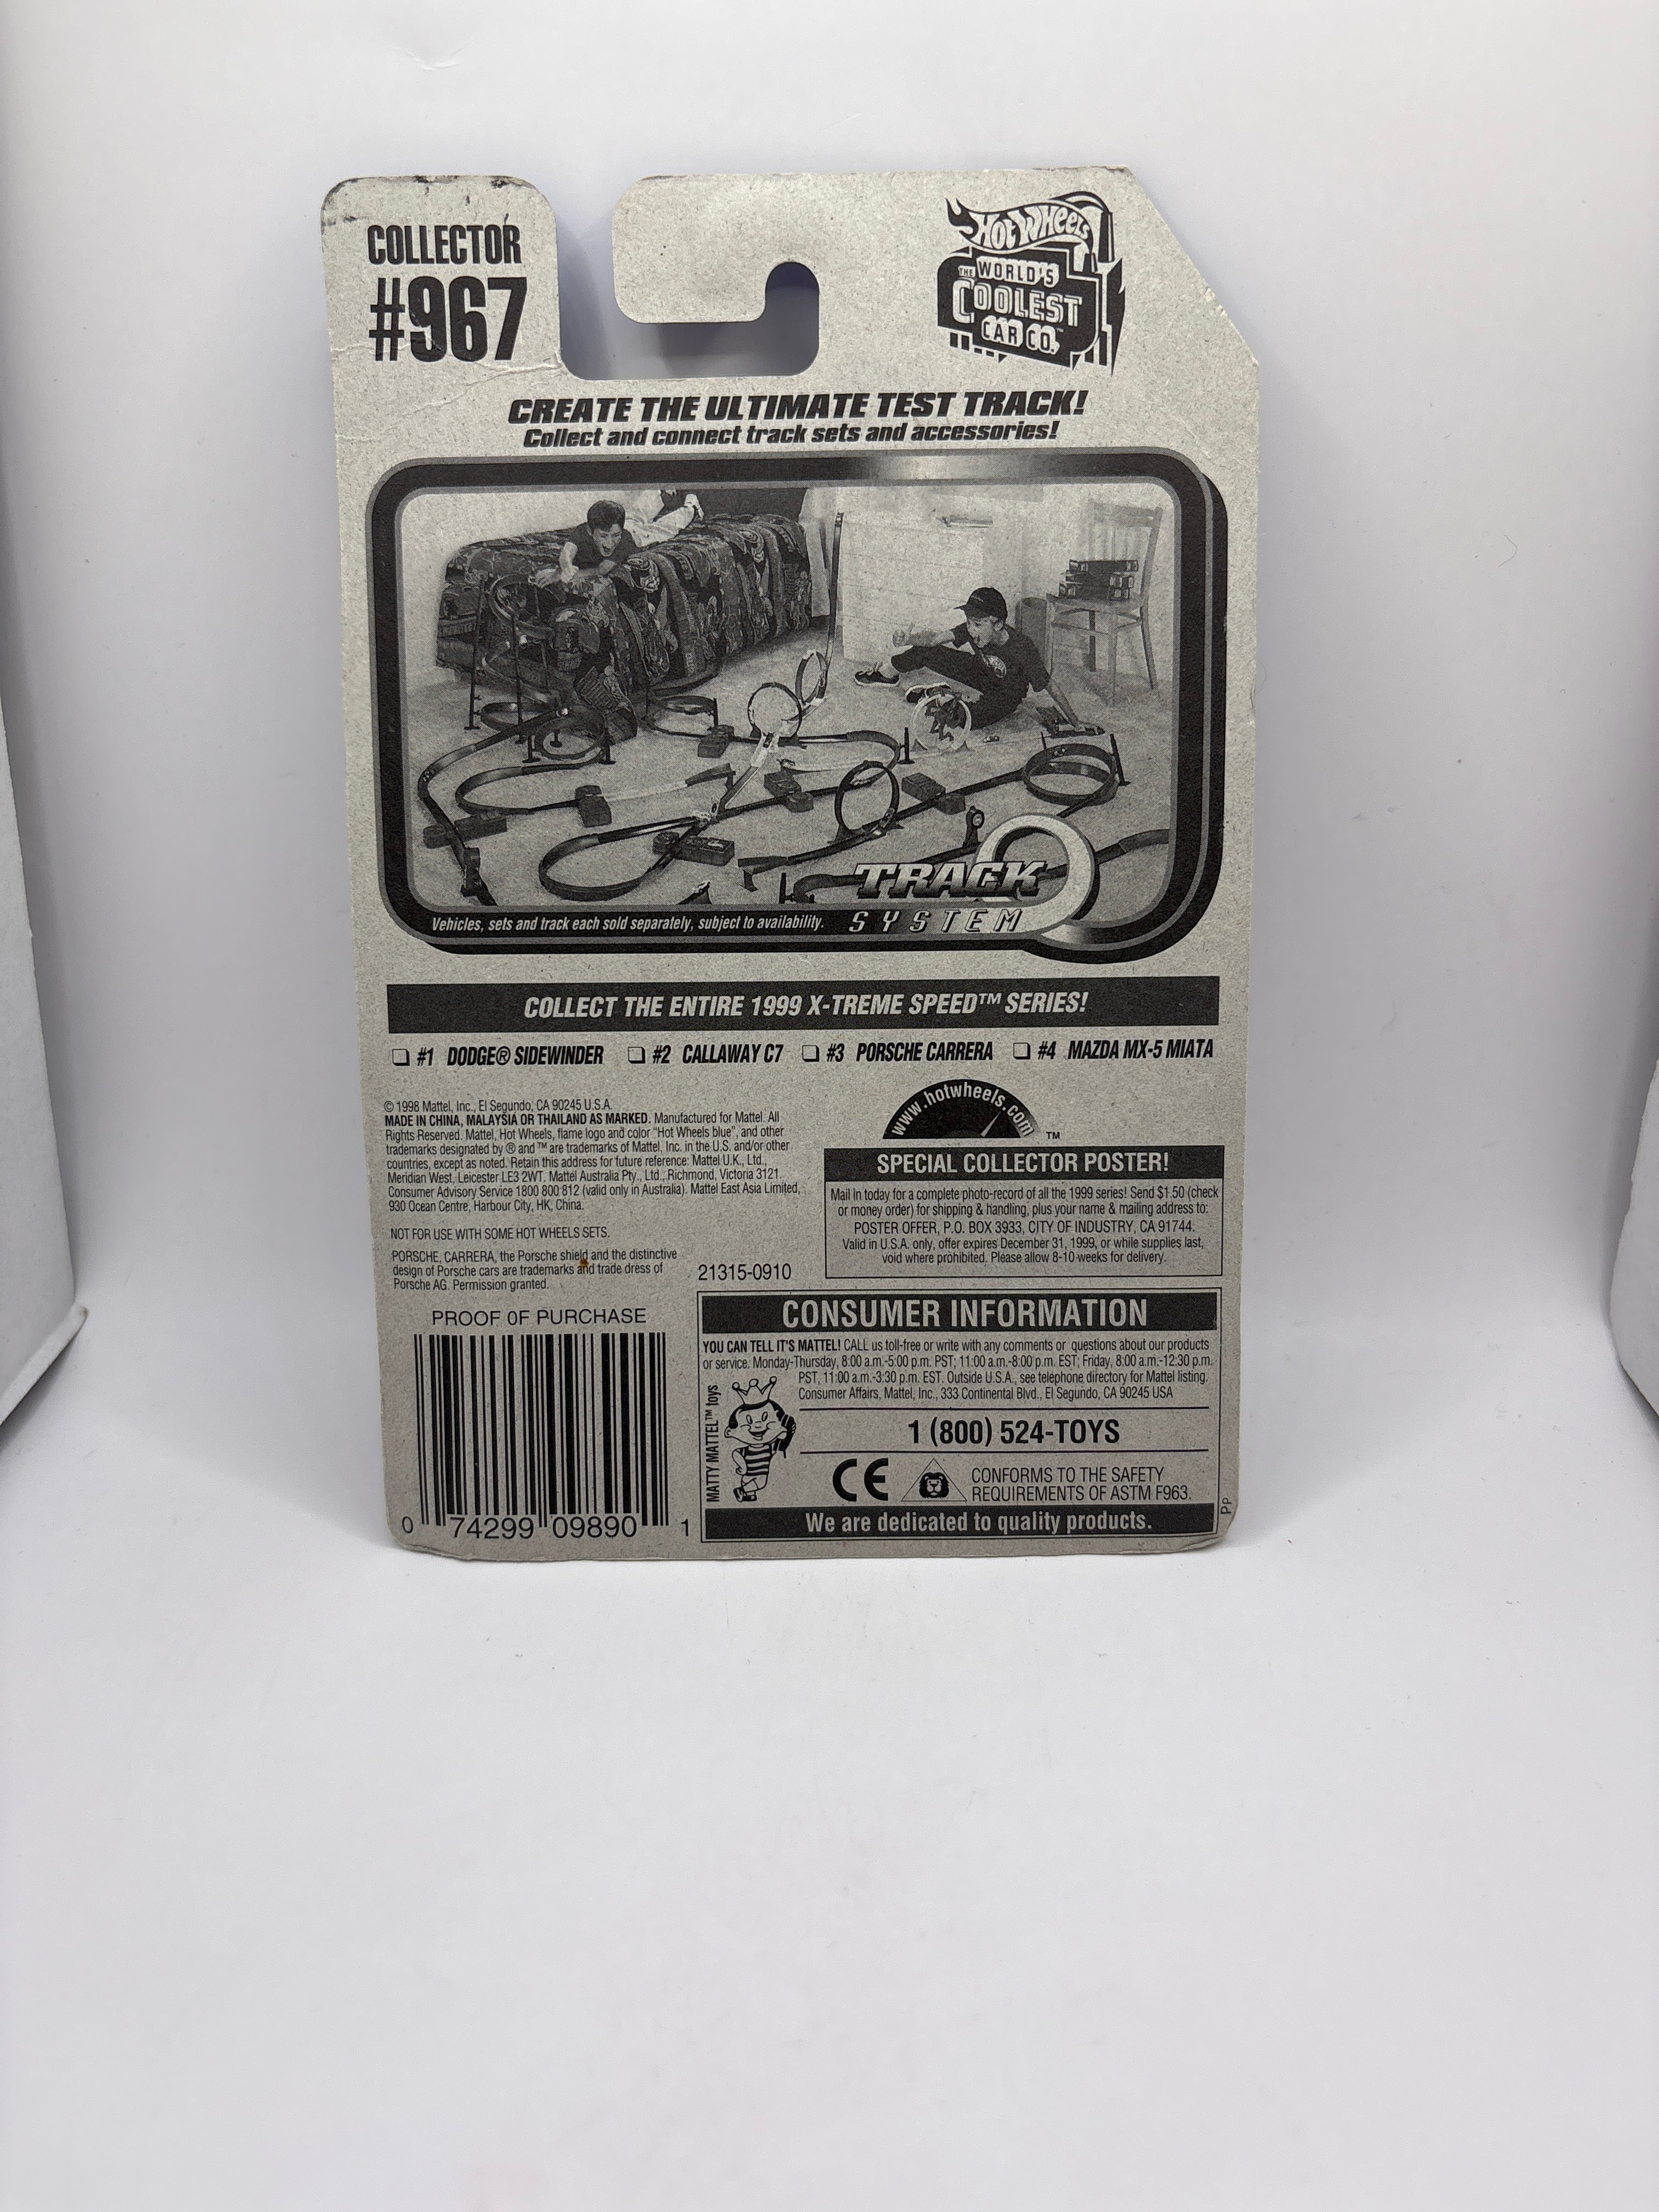 COLLECTOR
#967
Hot Wheels
THE WORLD'S
COOLEST
CAR CO.™
CREATE THE ULTIMATE TEST TRACK!
Collect and connect track sets and accessories!
TRACK
SYSTEM
Vehicles, sets and track each sold separately, subject to availability.
COLLECT THE ENTIRE 1999 X-TREME SPEED™ SERIES!
❏ #1 DODGE® SIDEWINDER ❏ #2 CALLAWAY C7 ❏ #3 PORSCHE CARRERA ❏ #4 MAZDA MX-5 MIATA
© 1998 Mattel, Inc., El Segundo, CA 90245 U.S.A.
MADE IN CHINA, MALAYSIA OR THAILAND AS MARKED. Manufactured for Mattel. All
Rights Reserved. Mattel, Hot Wheels, flame logo and color "Hot Wheels blue", and other
trademarks designated by ® and ™ are trademarks of Mattel, Inc. in the U.S. and/or other
countries, except as noted. Retain this address for future reference: Mattel U.K., Ltd.,
Meridian West, Leicester LE3 2WT. Mattel Australia Pty., Ltd., Richmond, Victoria 3121.
Consumer Advisory Service 1800 800 812 (valid only in Australia). Mattel East Asia Limited,
930 Ocean Centre, Harbour City, HK, China.
NOT FOR USE WITH SOME HOT WHEELS SETS.
PORSCHE, CARRERA, the Porsche shield and the distinctive
design of Porsche cars are trademarks and trade dress of
Porsche AG. Permission granted.
21315-0910
www.hotwheels.com ™
SPECIAL COLLECTOR POSTER!
Mail in today for a complete photo-record of all the 1999 series! Send $1.50 (check
or money order) for shipping & handling, plus your name & mailing address to:
POSTER OFFER, P.O. BOX 3933, CITY OF INDUSTRY, CA 91744.
Valid in U.S.A. only, offer expires December 31, 1999, or while supplies last,
void where prohibited. Please allow 8-10 weeks for delivery.
PROOF OF PURCHASE
0 74299 09890 1
CONSUMER INFORMATION
YOU CAN TELL IT'S MATTEL! CALL us toll-free or write with any comments or questions about our products
or service. Monday-Thursday, 8:00 a.m.-5:00 p.m. PST; 11:00 a.m.-8:00 p.m. EST; Friday, 8:00 a.m.-12:30 p.m.
PST, 11:00 a.m.-3:30 p.m. EST. Outside U.S.A., see telephone directory for Mattel listing.
Consumer Affairs, Mattel, Inc., 333 Continental Blvd., El Segundo, CA 90245 USA
MATTY MATTEL™ toys
1 (800) 524-TOYS
CE
CONFORMS TO THE SAFETY
REQUIREMENTS OF ASTM F963.
We are dedicated to quality products.
PP